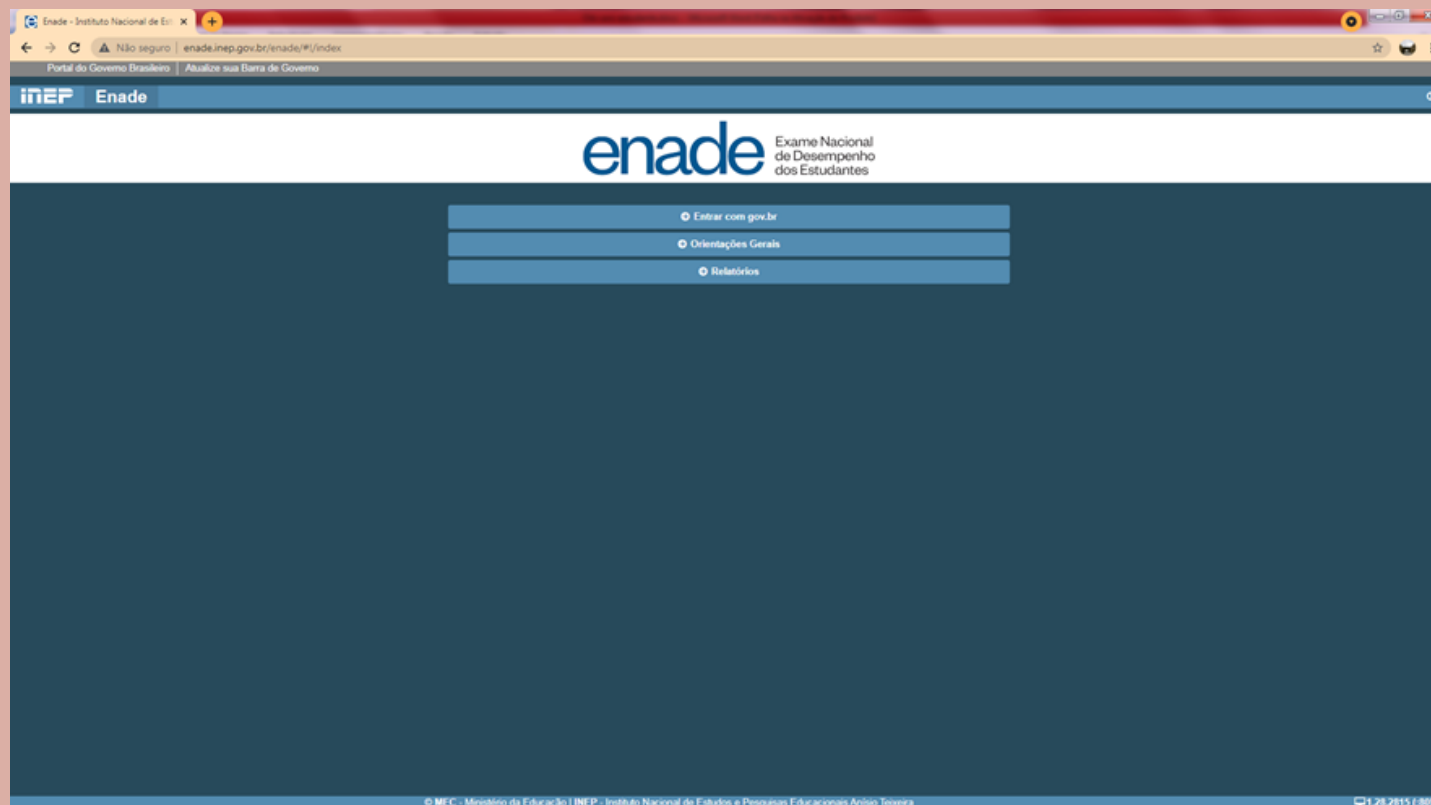 Enade - Instituto Nacional de Est
Não seguro | enade.inep.gov.br/enade/#!/index
Portal do Governo Brasileiro | Atualize sua Barra de Governo
inep Enade
enade Exame Nacional
de Desempenho
dos Estudantes
Entrar com gov.br
Orientações Gerais
Relatórios
© MEC - Ministério da Educação | INEP - Instituto Nacional de Estudos e Pesquisas Educacionais Anísio Teixeira